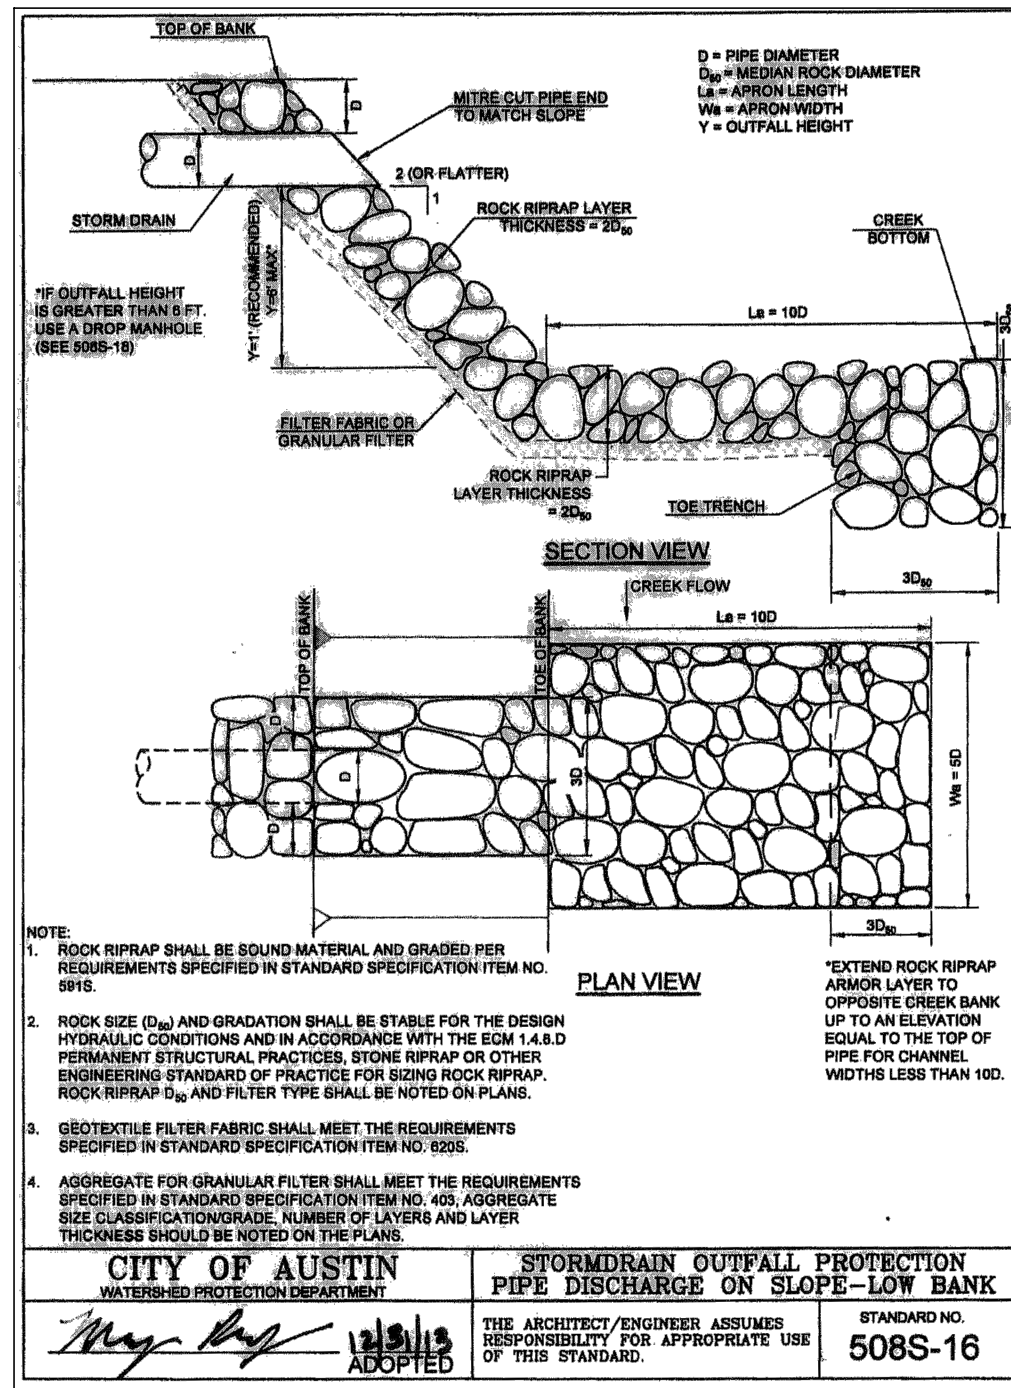 TOP OF BANK
D = PIPE DIAMETER
D50 = MEDIAN ROCK DIAMETER
La = APRON LENGTH
Wa = APRON WIDTH
Y = OUTFALL HEIGHT
D
MITRE CUT PIPE END
TO MATCH SLOPE
D
2 (OR FLATTER)
1
STORM DRAIN
ROCK RIPRAP LAYER
THICKNESS = 2D50
CREEK
BOTTOM
Y=1' (RECOMMENDED)
Y=6' MAX*
*IF OUTFALL HEIGHT
IS GREATER THAN 6 FT.
USE A DROP MANHOLE
(SEE 508S-18)
La = 10D
3D50
FILTER FABRIC OR
GRANULAR FILTER
ROCK RIPRAP
LAYER THICKNESS
= 2D50
TOE TRENCH
SECTION VIEW
3D50
CREEK FLOW
TOP OF BANK
TOE OF BANK
La = 10D
D
D
D
3D
Wa = 5D
3D50
NOTE:
1. ROCK RIPRAP SHALL BE SOUND MATERIAL AND GRADED PER
REQUIREMENTS SPECIFIED IN STANDARD SPECIFICATION ITEM NO.
591S.
PLAN VIEW
*EXTEND ROCK RIPRAP
ARMOR LAYER TO
OPPOSITE CREEK BANK
UP TO AN ELEVATION
EQUAL TO THE TOP OF
PIPE FOR CHANNEL
WIDTHS LESS THAN 10D.
2. ROCK SIZE (D50) AND GRADATION SHALL BE STABLE FOR THE DESIGN
HYDRAULIC CONDITIONS AND IN ACCORDANCE WITH THE ECM 1.4.6.D
PERMANENT STRUCTURAL PRACTICES, STONE RIPRAP OR OTHER
ENGINEERING STANDARD OF PRACTICE FOR SIZING ROCK RIPRAP.
ROCK RIPRAP D50 AND FILTER TYPE SHALL BE NOTED ON PLANS.
3. GEOTEXTILE FILTER FABRIC SHALL MEET THE REQUIREMENTS
SPECIFIED IN STANDARD SPECIFICATION ITEM NO. 620S.
4. AGGREGATE FOR GRANULAR FILTER SHALL MEET THE REQUIREMENTS
SPECIFIED IN STANDARD SPECIFICATION ITEM NO. 403, AGGREGATE
SIZE CLASSIFICATION/GRADE, NUMBER OF LAYERS AND LAYER
THICKNESS SHOULD BE NOTED ON THE PLANS.
CITY OF AUSTIN
WATERSHED PROTECTION DEPARTMENT
STORMDRAIN OUTFALL PROTECTION
PIPE DISCHARGE ON SLOPE-LOW BANK
12/31/13
ADOPTED
THE ARCHITECT/ENGINEER ASSUMES
RESPONSIBILITY FOR APPROPRIATE USE
OF THIS STANDARD.
STANDARD NO.
508S-16